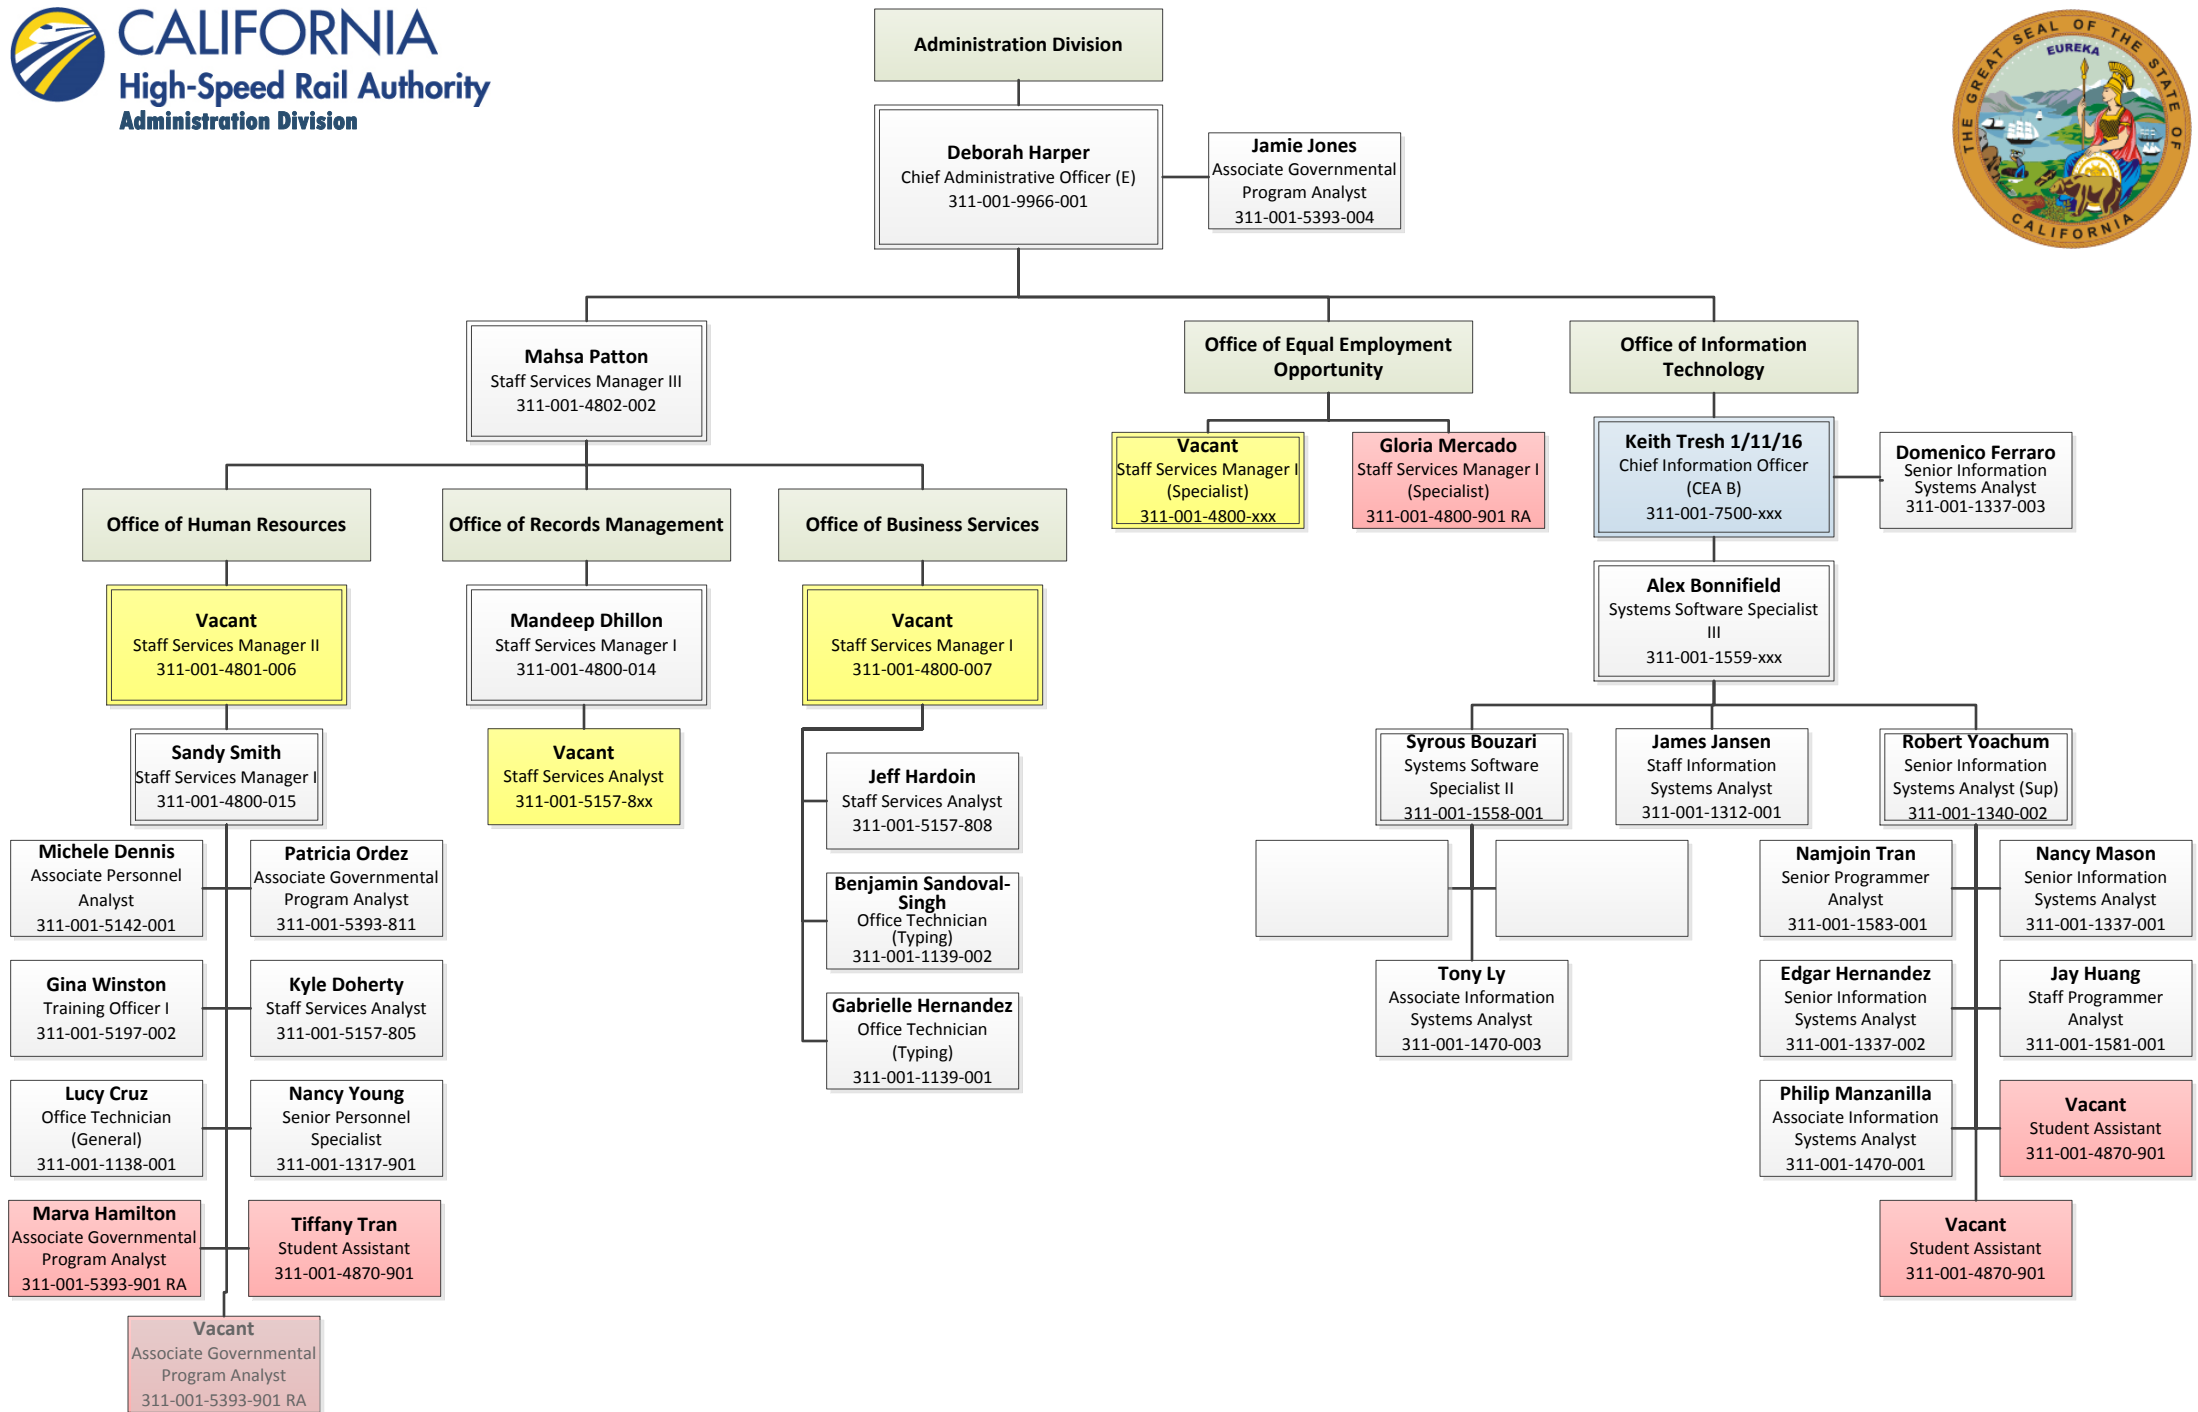 CALIFORNIA
High-Speed Rail Authority
Administration Division
THE GREAT SEAL OF THE STATE OF CALIFORNIA
EUREKA
Administration Division
Deborah Harper
Chief Administrative Officer (E)
311-001-9966-001
Jamie Jones
Associate Governmental
Program Analyst
311-001-5393-004
Mahsa Patton
Staff Services Manager III
311-001-4802-002
Office of Equal Employment
Opportunity
Office of Information
Technology
Vacant
Staff Services Manager I
(Specialist)
311-001-4800-xxx
Gloria Mercado
Staff Services Manager I
(Specialist)
311-001-4800-901 RA
Keith Tresh 1/11/16
Chief Information Officer
(CEA B)
311-001-7500-xxx
Domenico Ferraro
Senior Information
Systems Analyst
311-001-1337-003
Office of Human Resources
Office of Records Management
Office of Business Services
Vacant
Staff Services Manager II
311-001-4801-006
Mandeep Dhillon
Staff Services Manager I
311-001-4800-014
Vacant
Staff Services Manager I
311-001-4800-007
Alex Bonnifield
Systems Software Specialist
III
311-001-1559-xxx
Sandy Smith
Staff Services Manager I
311-001-4800-015
Vacant
Staff Services Analyst
311-001-5157-8xx
Jeff Hardoin
Staff Services Analyst
311-001-5157-808
Benjamin Sandoval-
Singh
Office Technician
(Typing)
311-001-1139-002
Gabrielle Hernandez
Office Technician
(Typing)
311-001-1139-001
Syrous Bouzari
Systems Software
Specialist II
311-001-1558-001
James Jansen
Staff Information
Systems Analyst
311-001-1312-001
Robert Yoachum
Senior Information
Systems Analyst (Sup)
311-001-1340-002
Michele Dennis
Associate Personnel
Analyst
311-001-5142-001
Patricia Ordez
Associate Governmental
Program Analyst
311-001-5393-811
Gina Winston
Training Officer I
311-001-5197-002
Kyle Doherty
Staff Services Analyst
311-001-5157-805
Lucy Cruz
Office Technician
(General)
311-001-1138-001
Nancy Young
Senior Personnel
Specialist
311-001-1317-901
Marva Hamilton
Associate Governmental
Program Analyst
311-001-5393-901 RA
Tiffany Tran
Student Assistant
311-001-4870-901
Vacant
Associate Governmental
Program Analyst
311-001-5393-901 RA
Tony Ly
Associate Information
Systems Analyst
311-001-1470-003
Namjoin Tran
Senior Programmer
Analyst
311-001-1583-001
Nancy Mason
Senior Information
Systems Analyst
311-001-1337-001
Edgar Hernandez
Senior Information
Systems Analyst
311-001-1337-002
Jay Huang
Staff Programmer
Analyst
311-001-1581-001
Philip Manzanilla
Associate Information
Systems Analyst
311-001-1470-001
Vacant
Student Assistant
311-001-4870-901
Vacant
Student Assistant
311-001-4870-901